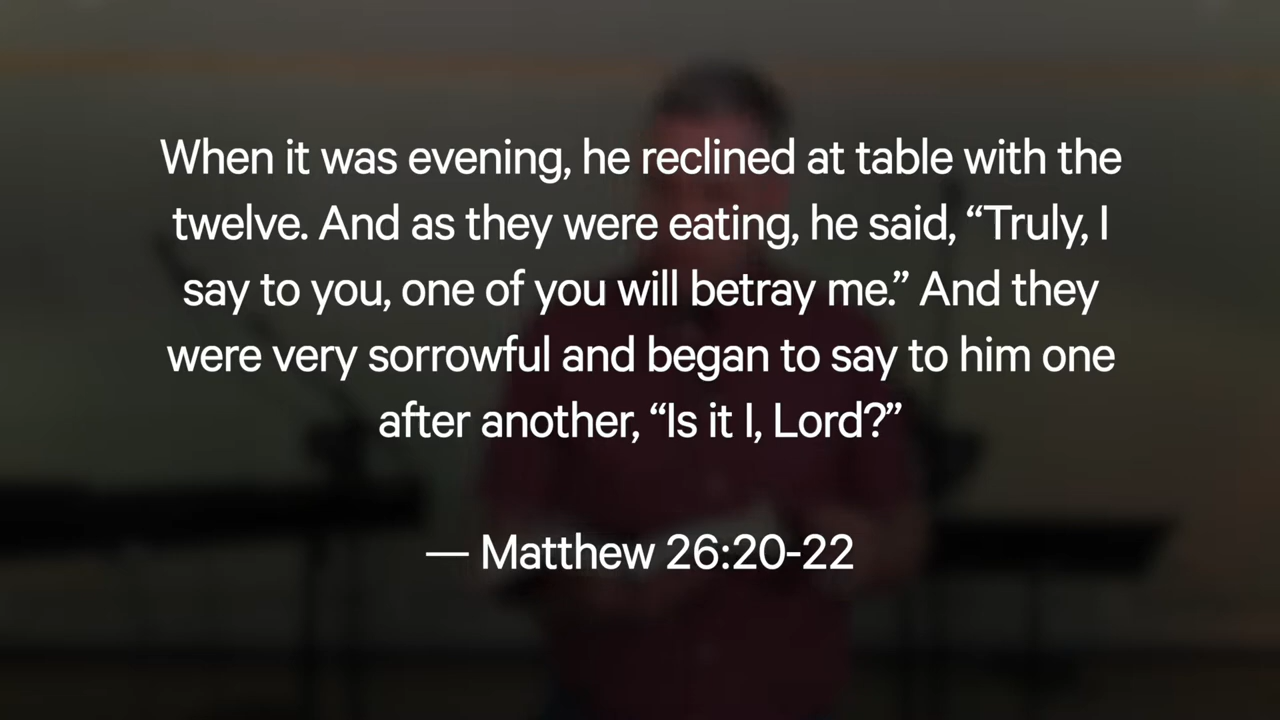 When it was evening, he reclined at table with the
twelve. And as they were eating, he said, “Truly, I
say to you, one of you will betray me.” And they
were very sorrowful and began to say to him one
after another, “Is it I, Lord?”
— Matthew 26:20-22